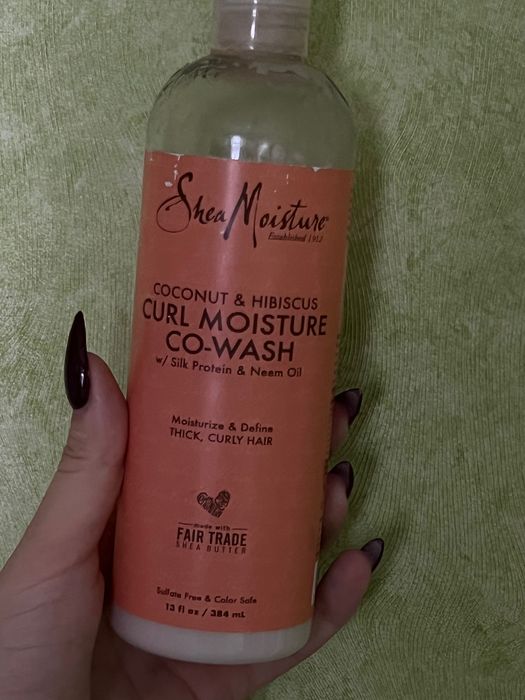 SheaMoisture
Established 1912
COCONUT & HIBISCUS
CURL MOISTURE
CO-WASH
w/ Silk Protein & Neem Oil
Moisturize & Define
THICK, CURLY HAIR
made with
FAIR TRADE
SHEA BUTTER
Sulfate Free & Color Safe
13 fl oz / 384 mL